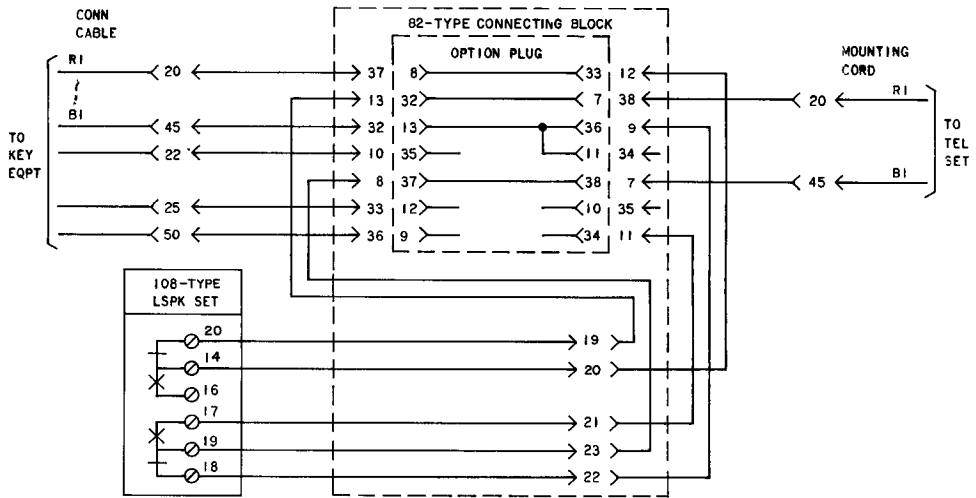 CONN
CABLE
82-TYPE CONNECTING BLOCK
OPTION PLUG
MOUNTING
CORD
R1 20 37 8 33 12
13 32 7 38 20 R1
B1 45 32 13 36 9
TO
KEY
EQPT
22 10 35 11 34
TO
TEL
SET
8 37 38 7 45 B1
25 33 12 10 35
50 36 9 34 11
108-TYPE
LSPK SET
20 19
14 20
16
17 21
19 23
18 22